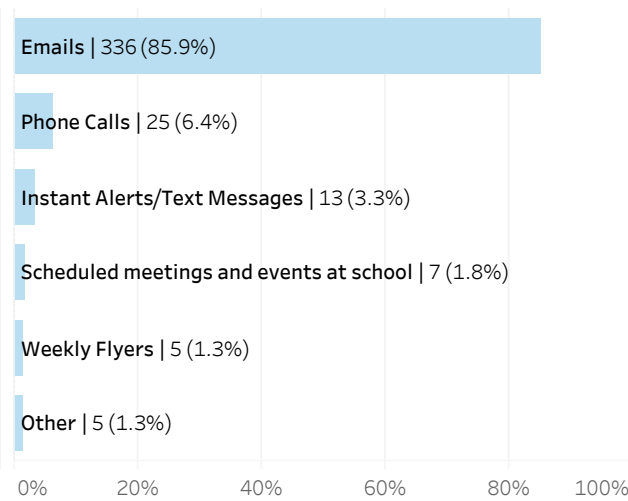 Emails | 336 (85.9%)
Phone Calls | 25 (6.4%)
Instant Alerts/Text Messages | 13 (3.3%)
Scheduled meetings and events at school | 7 (1.8%)
Weekly Flyers | 5 (1.3%)
Other | 5 (1.3%)
0% 20% 40% 60% 80% 100%